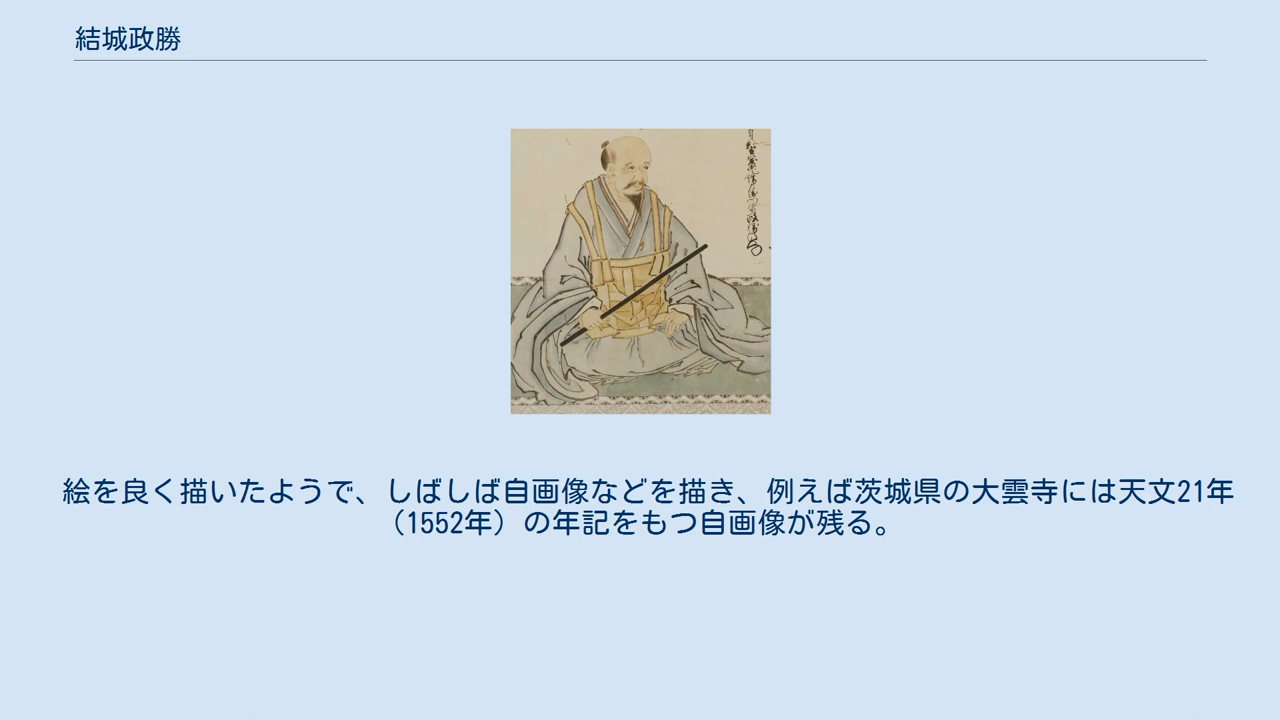 結城政勝
絵を良く描いたようで、しばしば自画像などを描き、例えば茨城県の大雲寺には天文21年
（1552年）の年記をもつ自画像が残る。